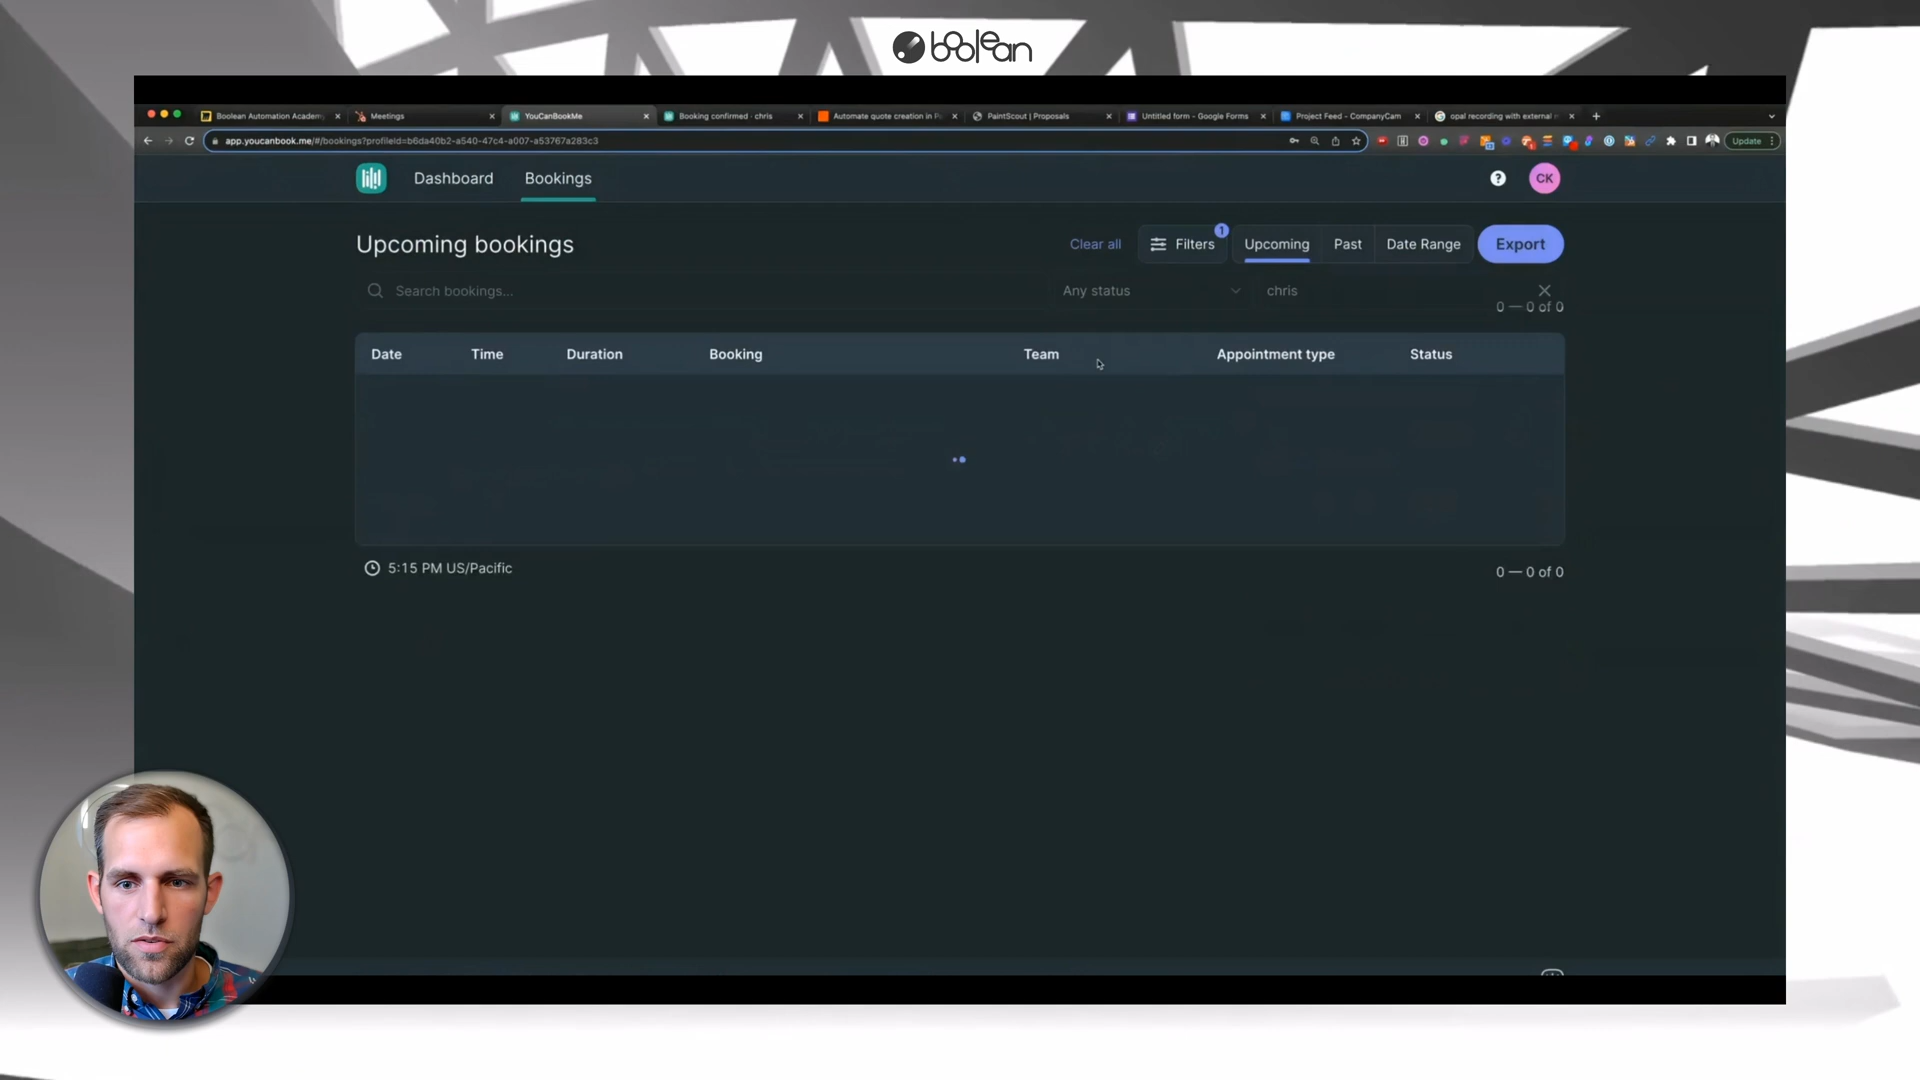 boolean
Boolean Automation Academ
Meetings
YouCanBookMe
Booking confirmed - chris
Automate quote creation in P
PaintScout | Proposals
Untitled form - Google Forms
Project Feed - CompanyCam
opal recording with external
app.youcanbook.me/#/bookings?profileId=b6da40b2-a540-47c4-a007-a53767a283c3
Update
Dashboard
Bookings
?
CK
Upcoming bookings
Clear all
Filters
1
Upcoming
Past
Date Range
Export
Search bookings...
Any status
chris
0 — 0 of 0
Date
Time
Duration
Booking
Team
Appointment type
Status
5:15 PM US/Pacific
0 — 0 of 0